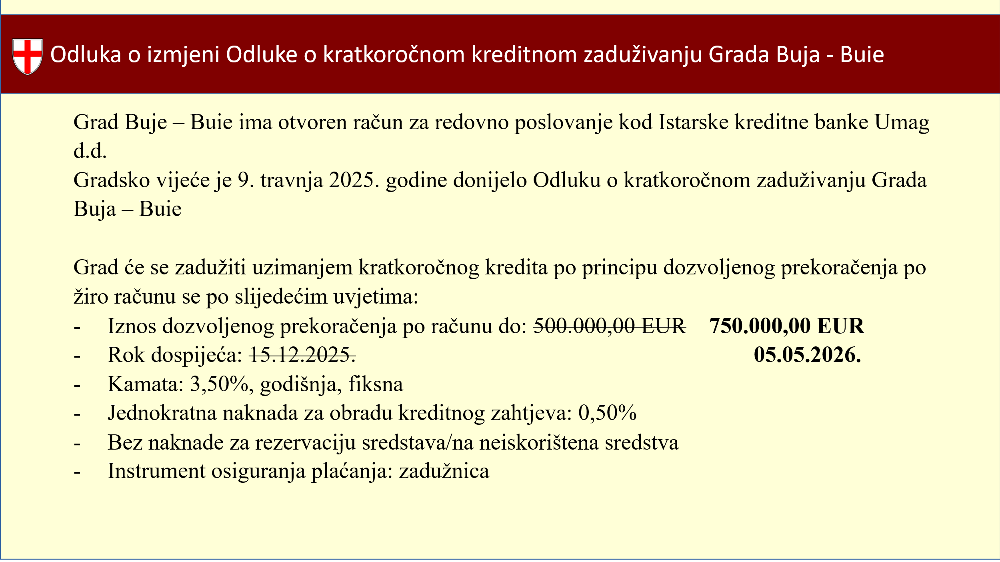 Odluka o izmjeni Odluke o kratkoročnom kreditnom zaduživanju Grada Buja - Buie
Grad Buje – Buie ima otvoren račun za redovno poslovanje kod Istarske kreditne banke Umag
d.d.
Gradsko vijeće je 9. travnja 2025. godine donijelo Odluku o kratkoročnom zaduživanju Grada
Buja – Buie
Grad će se zadužiti uzimanjem kratkoročnog kredita po principu dozvoljenog prekoračenja po
žiro računu se po slijedećim uvjetima:
- Iznos dozvoljenog prekoračenja po računu do: 500.000,00 EUR 750.000,00 EUR
- Rok dospijeća: 15.12.2025. 05.05.2026.
- Kamata: 3,50%, godišnja, fiksna
- Jednokratna naknada za obradu kreditnog zahtjeva: 0,50%
- Bez naknade za rezervaciju sredstava/na neiskorištena sredstva
- Instrument osiguranja plaćanja: zadužnica